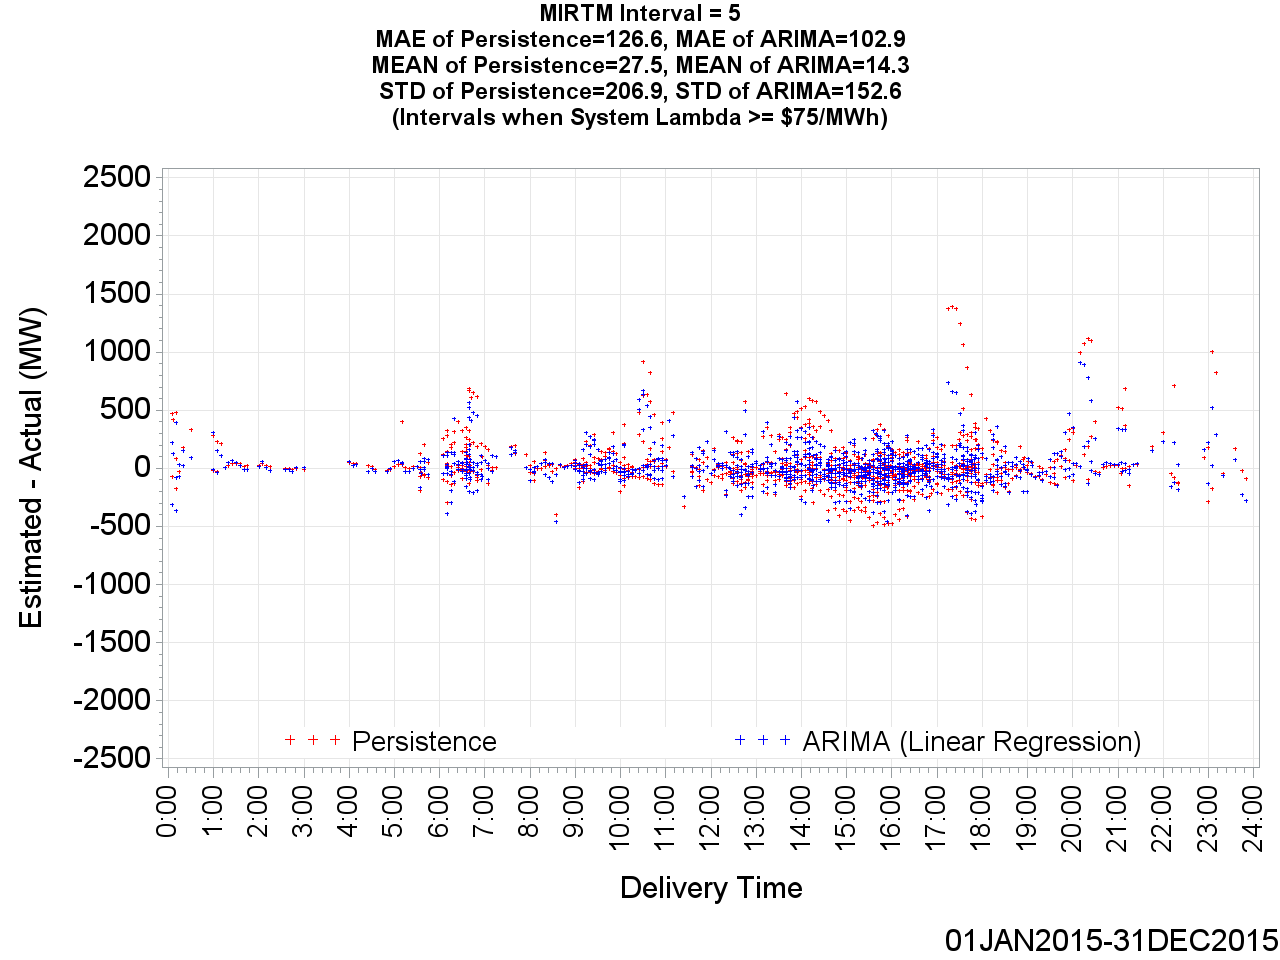 MIRTM Interval = 5
MAE of Persistence=126.6, MAE of ARIMA=102.9
MEAN of Persistence=27.5, MEAN of ARIMA=14.3
STD of Persistence=206.9, STD of ARIMA=152.6
(Intervals when System Lambda >= $75/MWh)
Estimated - Actual (MW)
2500
2000
1500
1000
500
0
-500
-1000
-1500
-2000
-2500
Persistence
ARIMA (Linear Regression)
0:00 1:00 2:00 3:00 4:00 5:00 6:00 7:00 8:00 9:00 10:00 11:00 12:00 13:00 14:00 15:00 16:00 17:00 18:00 19:00 20:00 21:00 22:00 23:00 24:00
Delivery Time
01JAN2015-31DEC2015